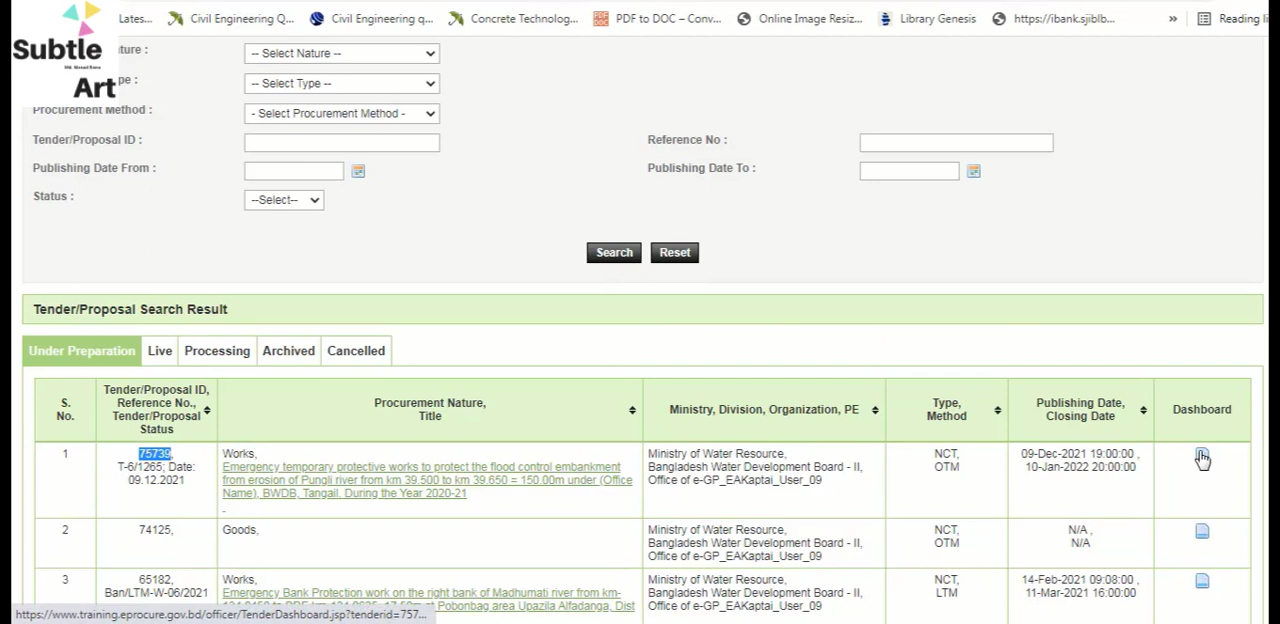 Lates...
Civil Engineering Q...
Civil Engineering q...
Concrete Technolog...
PDF to DOC – Conv...
Online Image Resiz...
Library Genesis
https://ibank.sjiblb...
»
Reading li
Subtle
Art
ture :
-- Select Nature --
pe :
-- Select Type --
Procurement Method :
- Select Procurement Method -
Tender/Proposal ID :
Reference No :
Publishing Date From :
Publishing Date To :
Status :
--Select--
Search
Reset
Tender/Proposal Search Result
Under Preparation
Live
Processing
Archived
Cancelled
S.
No.
Tender/Proposal ID,
Reference No.,
Tender/Proposal
Status
Procurement Nature,
Title
Ministry, Division, Organization, PE
Type,
Method
Publishing Date,
Closing Date
Dashboard
1
75739,
T-6/1265; Date:
09.12.2021
Works,
Emergency temporary protective works to protect the flood control embankment
from erosion of Pungli river from km 39.500 to km 39.650 = 150.00m under (Office
Name), BWDB, Tangail. During the Year 2020-21
Ministry of Water Resource,
Bangladesh Water Development Board - II,
Office of e-GP_EAKaptai_User_09
NCT,
OTM
09-Dec-2021 19:00:00 ,
10-Jan-2022 20:00:00
2
74125,
Goods,
Ministry of Water Resource,
Bangladesh Water Development Board - II,
Office of e-GP_EAKaptai_User_09
NCT,
OTM
N/A ,
N/A
3
65182,
Ban/LTM-W-06/2021
Works,
Emergency Bank Protection work on the right bank of Madhumati river from km-
Pobonbag area Upazila Alfadanga, Dist
Ministry of Water Resource,
Bangladesh Water Development Board - II,
Office of e-GP_EAKaptai_User_09
NCT,
LTM
14-Feb-2021 09:08:00 ,
11-Mar-2021 16:00:00
https://www.training.eprocure.gov.bd/officer/TenderDashboard.jsp?tenderid=757...